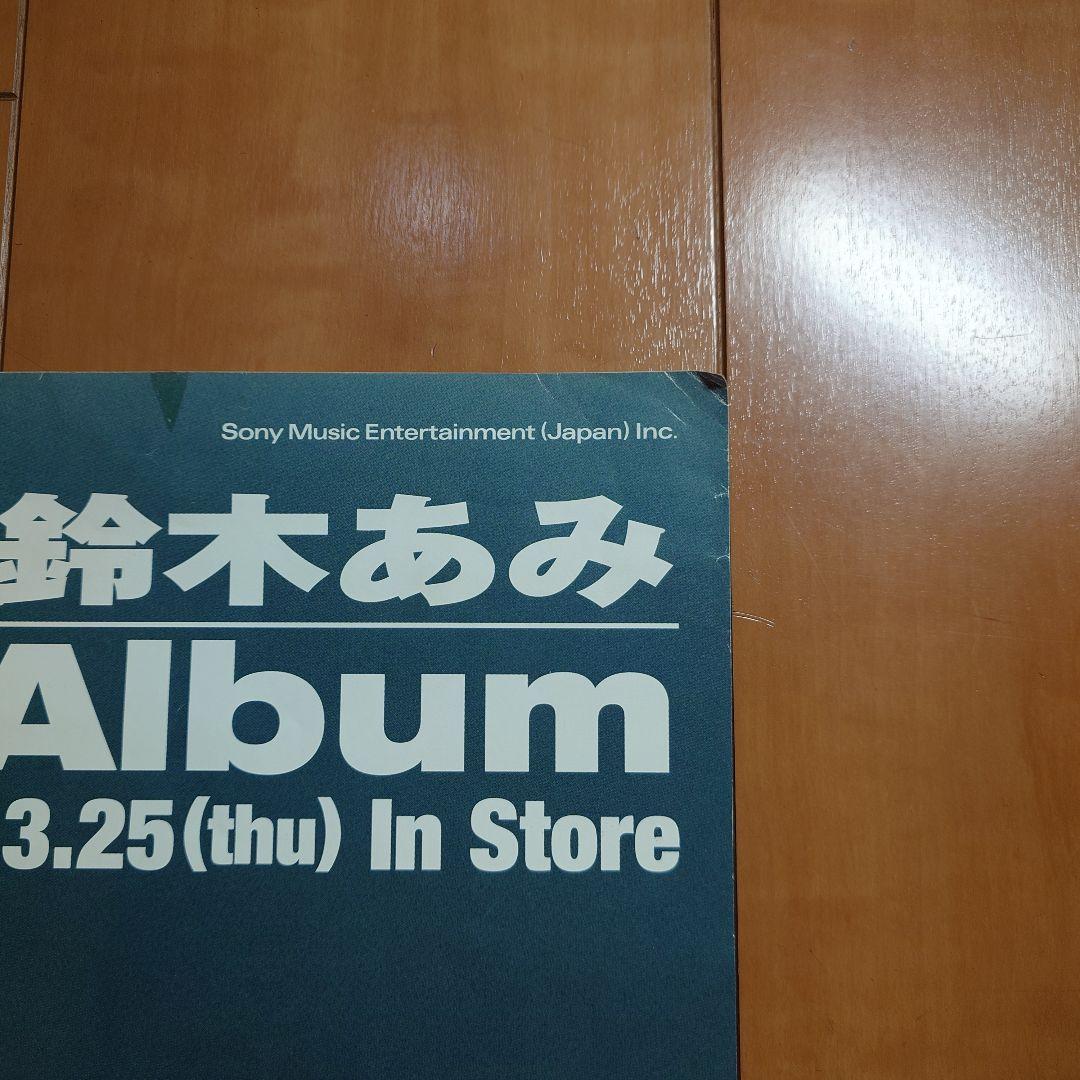 Sony Music Entertainment (Japan) Inc.
鈴木あみ
Album
3.25(thu) In Store